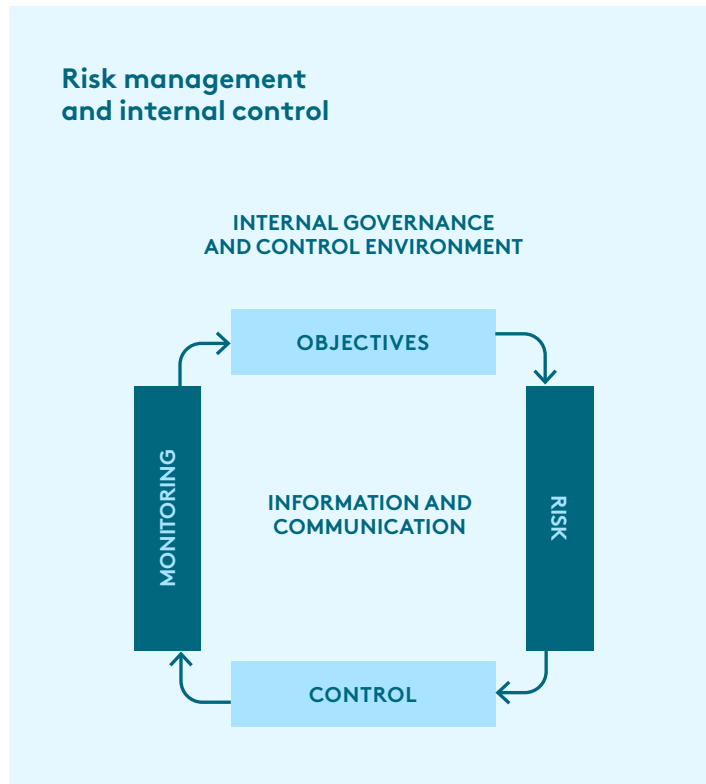 Risk management
and internal control
INTERNAL GOVERNANCE
AND CONTROL ENVIRONMENT
OBJECTIVES
MONITORING
INFORMATION AND
COMMUNICATION
RISK
CONTROL